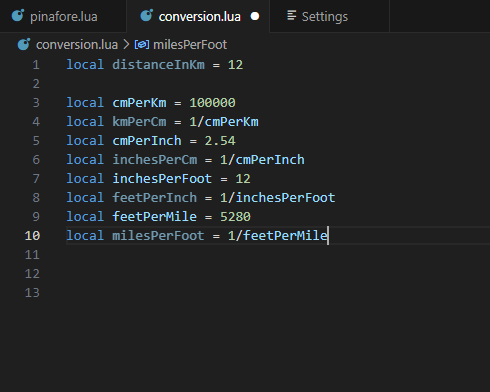 pinafore.lua conversion.lua Settings
conversion.lua > milesPerFoot
1 local distanceInKm = 12
2
3 local cmPerKm = 100000
4 local kmPerCm = 1/cmPerKm
5 local cmPerInch = 2.54
6 local inchesPerCm = 1/cmPerInch
7 local inchesPerFoot = 12
8 local feetPerInch = 1/inchesPerFoot
9 local feetPerMile = 5280
10 local milesPerFoot = 1/feetPerMile
11
12
13